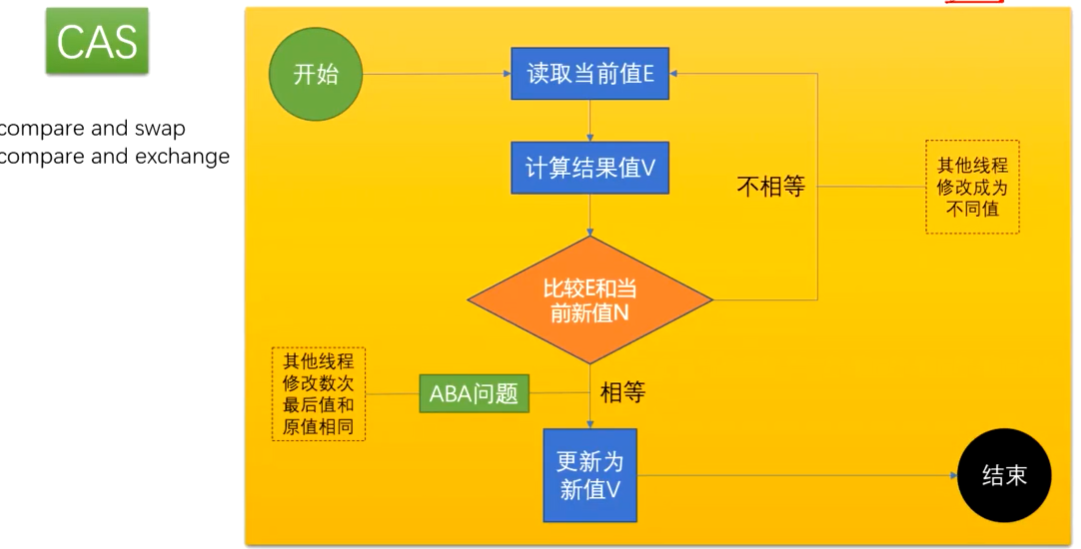 CAS
compare and swap
compare and exchange
开始
读取当前值E
计算结果值V
不相等
其他线程
修改成为
不同值
比较E和当
前新值N
其他线程
修改数次
最后值和
原值相同
ABA问题
相等
更新为
新值V
结束